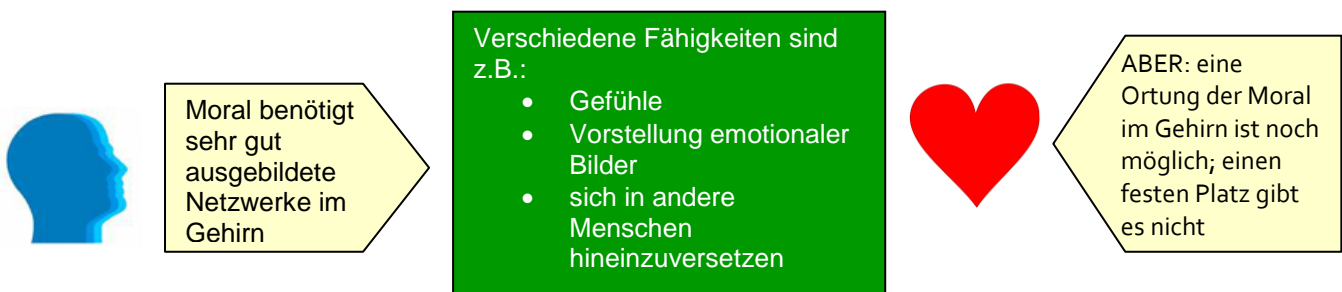 Moral benötigt
sehr gut
ausgebildete
Netzwerke im
Gehirn
Verschiedene Fähigkeiten sind
z.B.:
• Gefühle
• Vorstellung emotionaler
Bilder
• sich in andere
Menschen
hineinzuversetzen
ABER: eine
Ortung der Moral
im Gehirn ist noch
möglich; einen
festen Platz gibt
es nicht